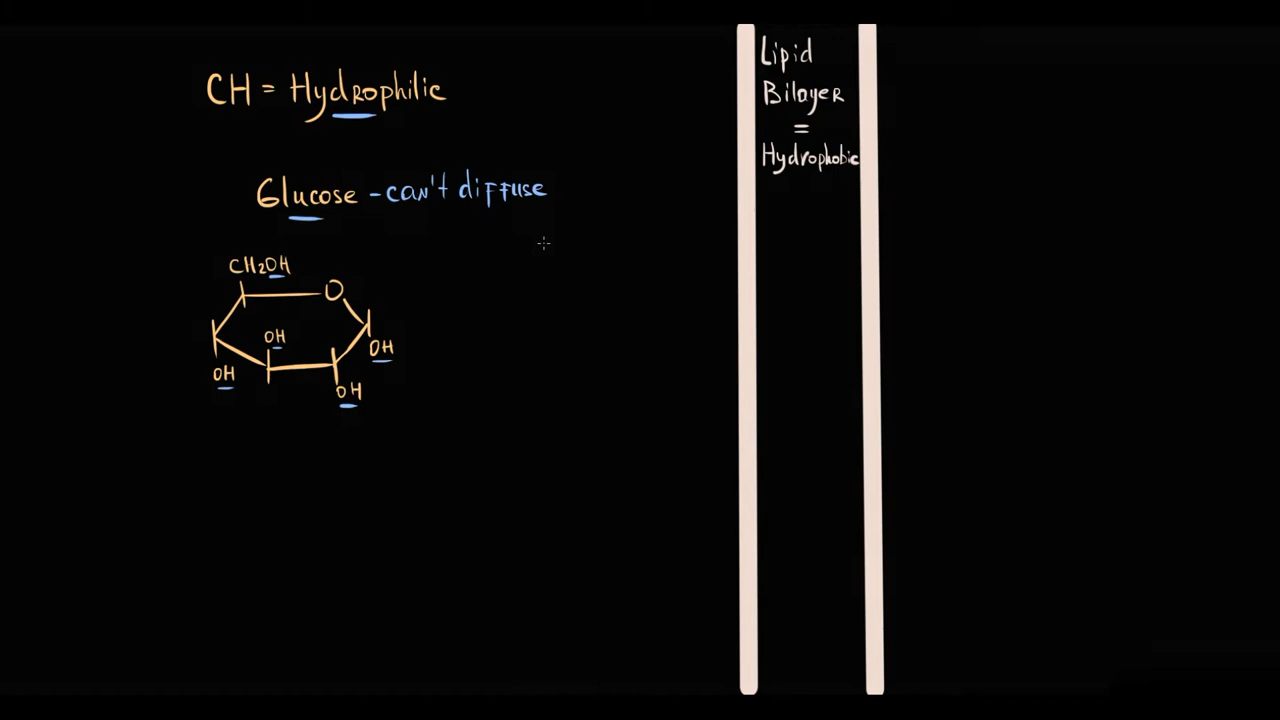 CH = Hydrophilic
Glucose - can't diffuse
CH₂OH
O
OH
OH
OH
OH
Lipid
Bilayer
=
Hydrophobic